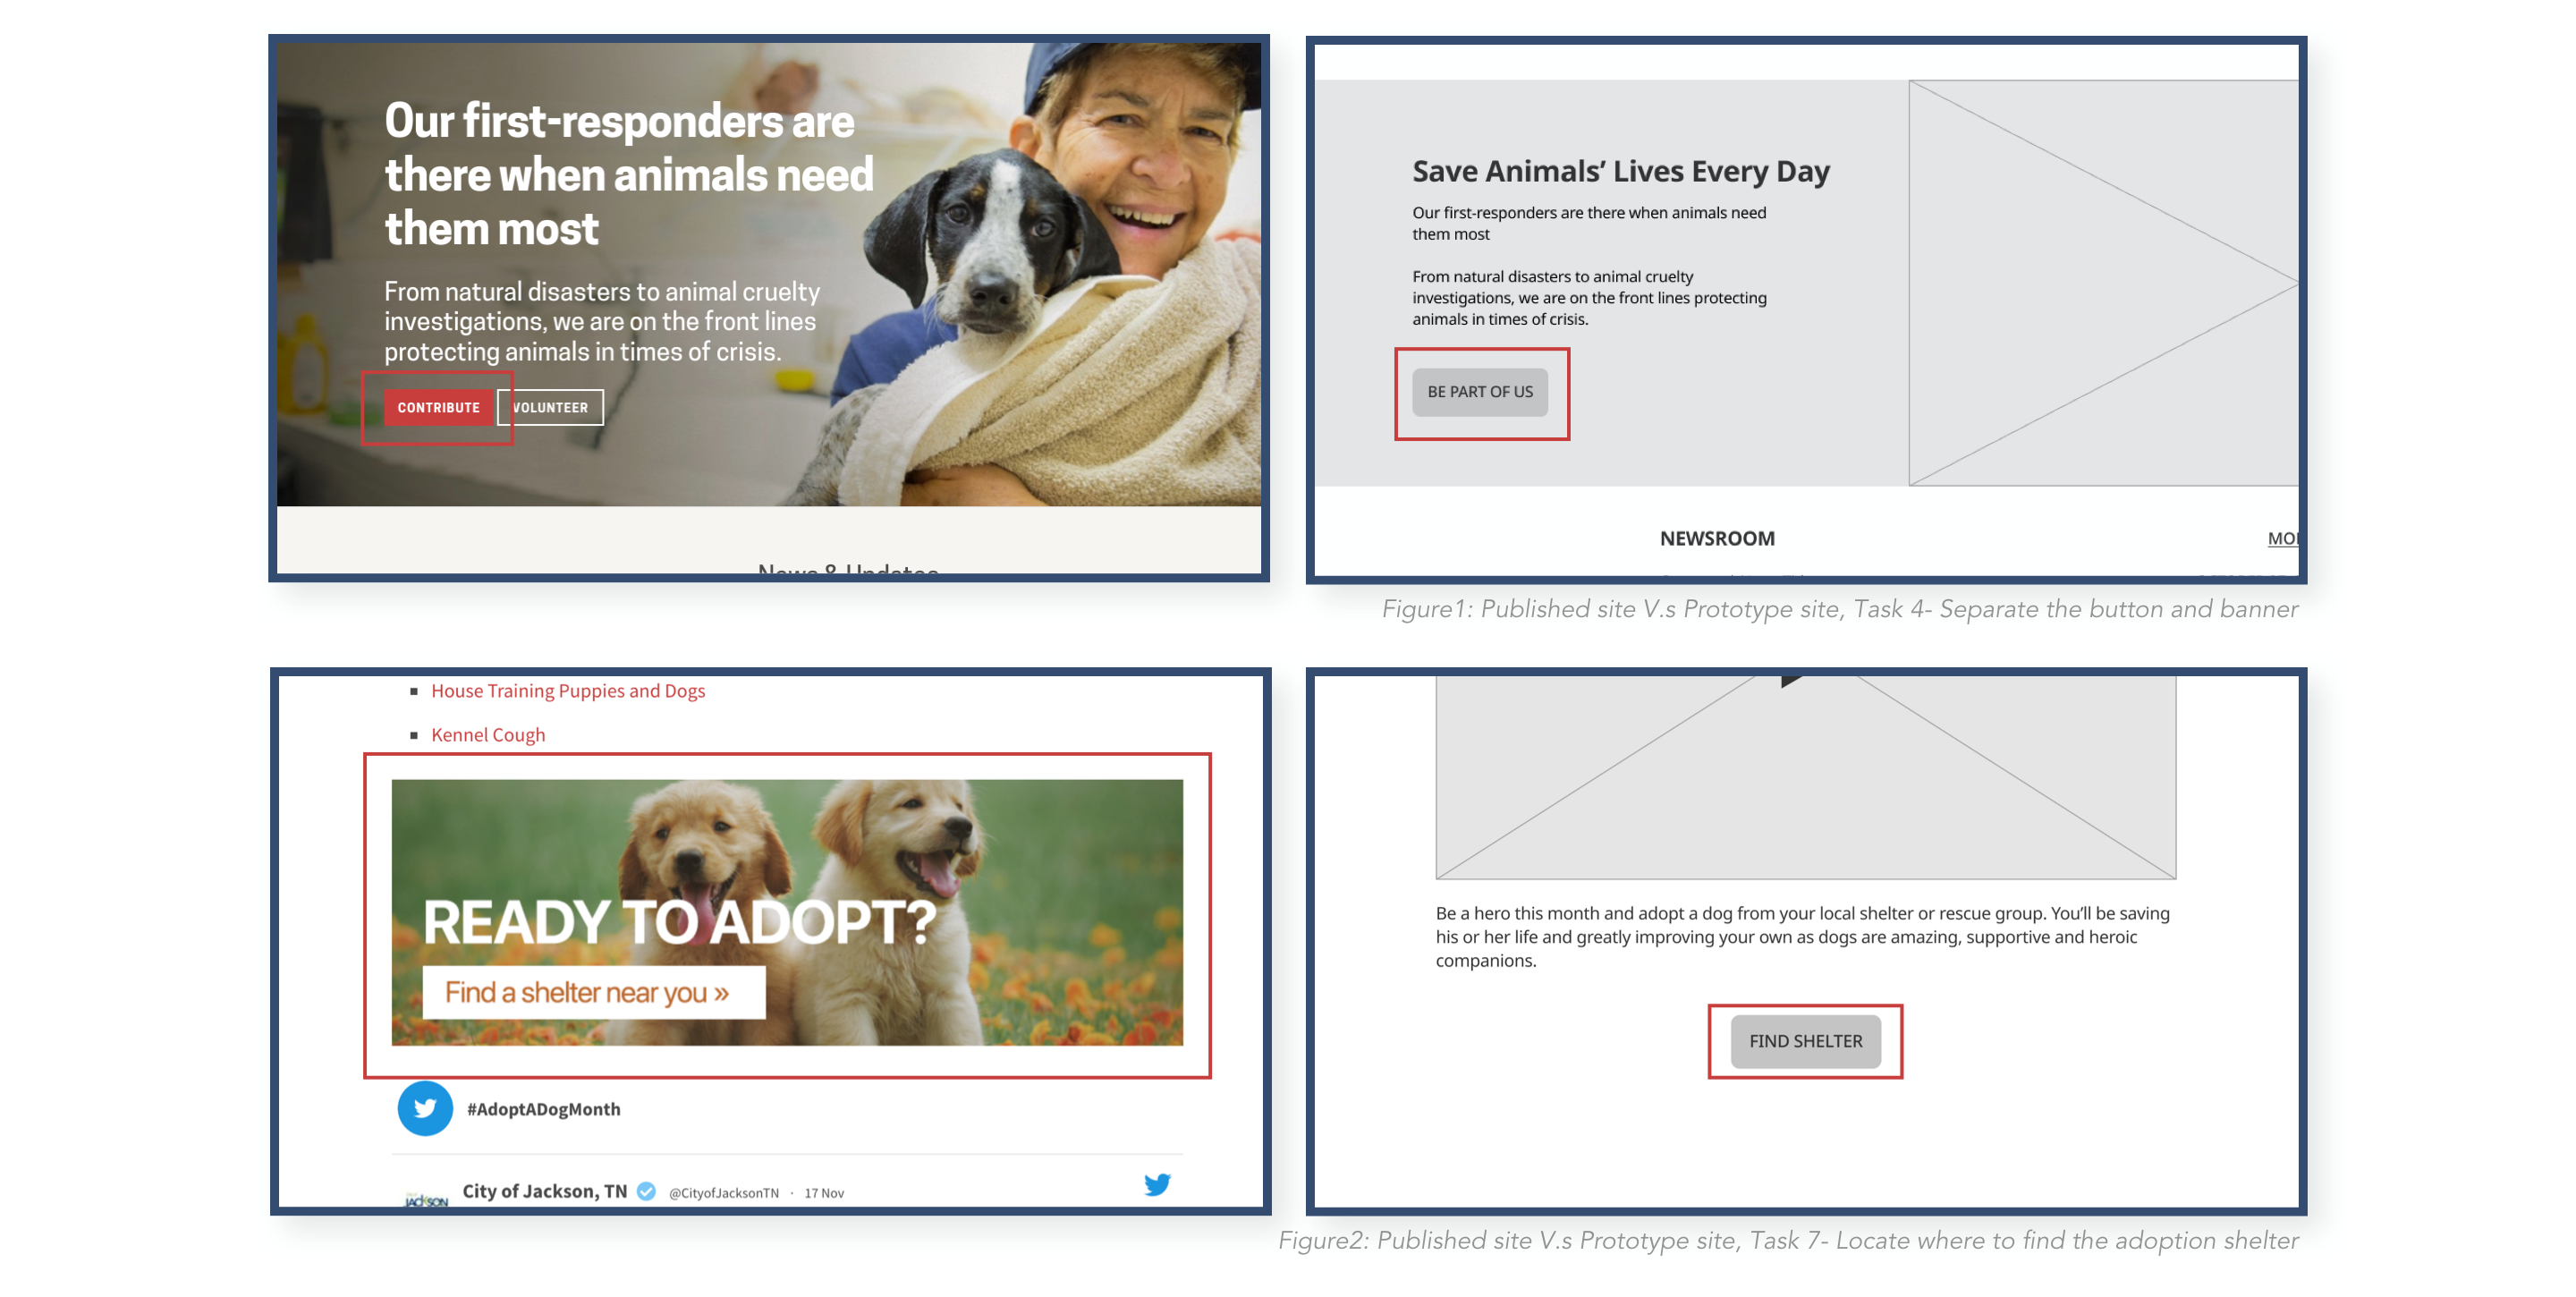 Our first-responders are
there when animals need
them most
From natural disasters to animal cruelty
investigations, we are on the front lines
protecting animals in times of crisis.
CONTRIBUTE VOLUNTEER
News & Updates
Save Animals’ Lives Every Day
Our first-responders are there when animals need
them most
From natural disasters to animal cruelty
investigations, we are on the front lines protecting
animals in times of crisis.
BE PART OF US
NEWSROOM
Figure1: Published site V.s Prototype site, Task 4- Separate the button and banner
House Training Puppies and Dogs
Kennel Cough
READY TO ADOPT?
Find a shelter near you »
#AdoptADogMonth
City of Jackson, TN @CityofJacksonTN · 17 Nov
JACKSON
Be a hero this month and adopt a dog from your local shelter or rescue group. You’ll be saving
his or her life and greatly improving your own as dogs are amazing, supportive and heroic
companions.
FIND SHELTER
Figure2: Published site V.s Prototype site, Task 7- Locate where to find the adoption shelter